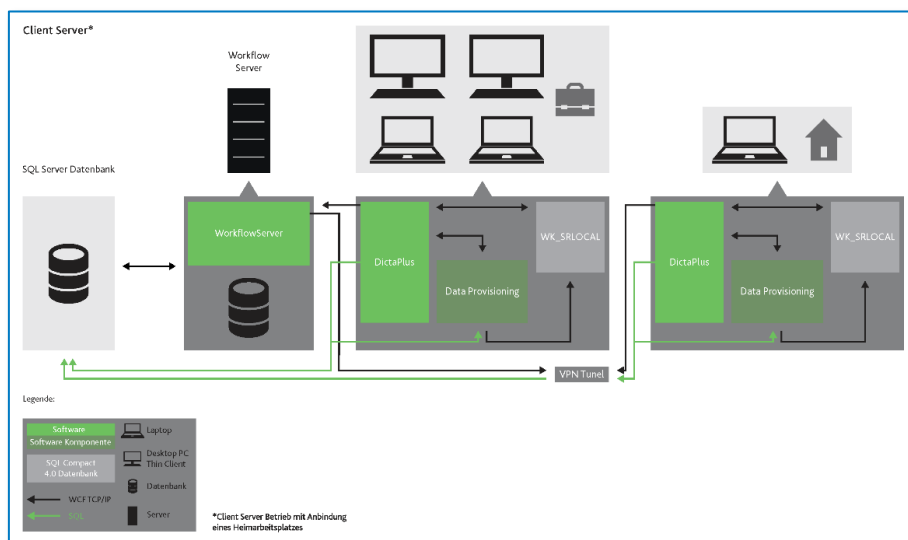 Client Server*
Workflow
Server
SQL Server Datenbank
WorkflowServer
DictaPlus
WK_SRLOCAL
Data Provisioning
DictaPlus
WK_SRLOCAL
Data Provisioning
VPN Tunel
Legende:
Software
Software Komponente
SQL Compact
4.0 Datenbank
WCF TCP/IP
SQL
Laptop
Desktop PC
Thin Client
Datenbank
Server
*Client Server Betrieb mit Anbindung
eines Heimarbeitsplatzes